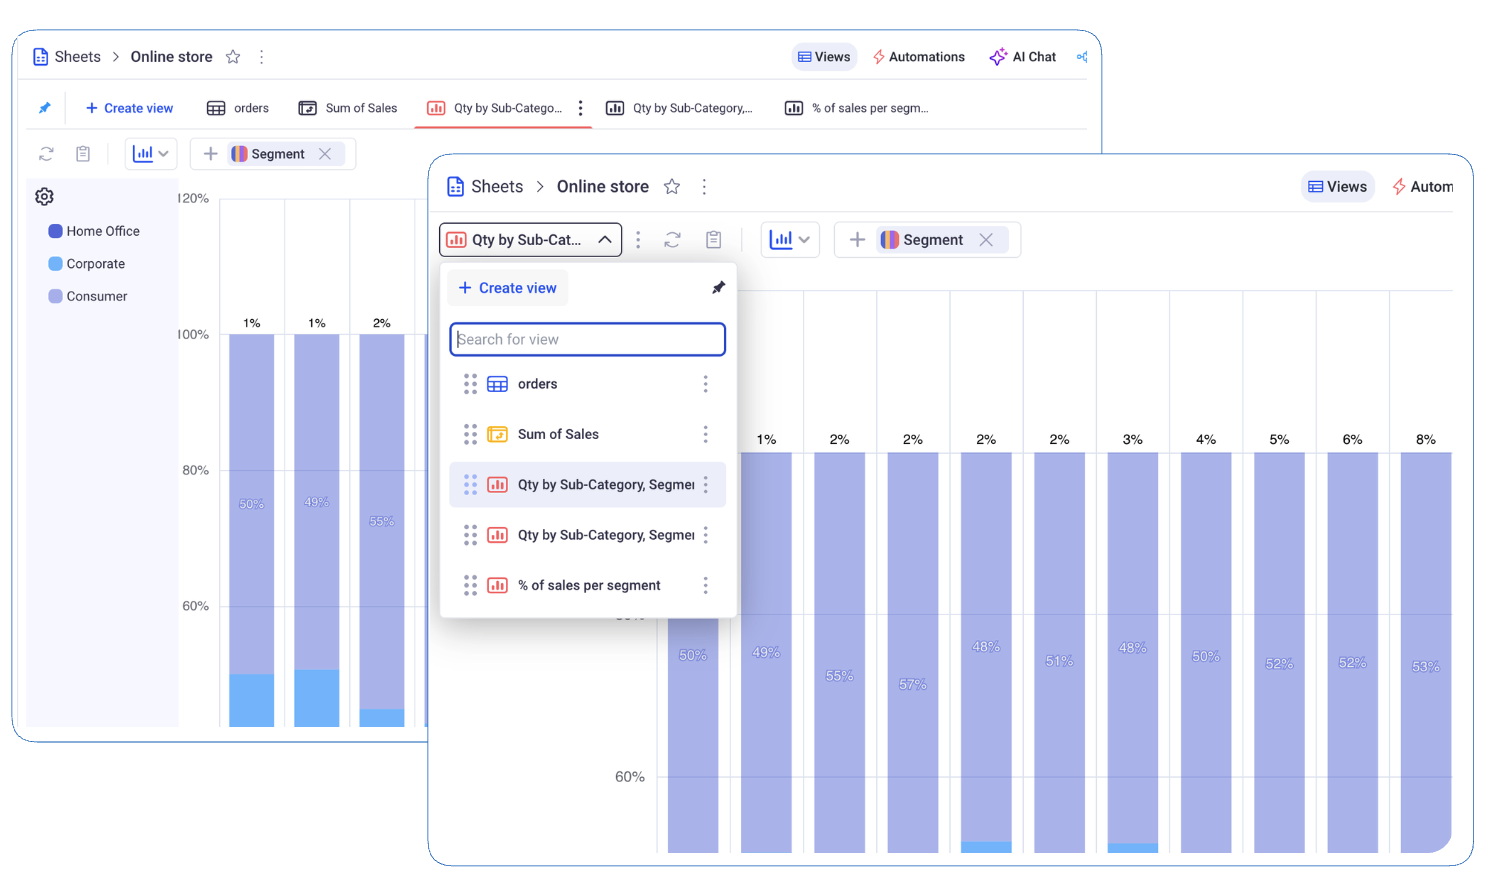 Sheets > Online store
Views
Automations
AI Chat
+ Create view
orders
Sum of Sales
Qty by Sub-Catego...
Qty by Sub-Category,...
% of sales per segm...
+ Segment
Home Office
Corporate
Consumer
120%
100%
80%
60%
1% 1% 2%
50% 49% 55%
Sheets > Online store
Views
Autom
Qty by Sub-Cat...
+ Segment
+ Create view
Search for view
orders
Sum of Sales
Qty by Sub-Category, Segmen
Qty by Sub-Category, Segmen
% of sales per segment
1% 2% 2% 2% 2% 3% 4% 5% 6% 8%
50% 49% 55% 57% 48% 51% 48% 50% 52% 52% 53%
60%